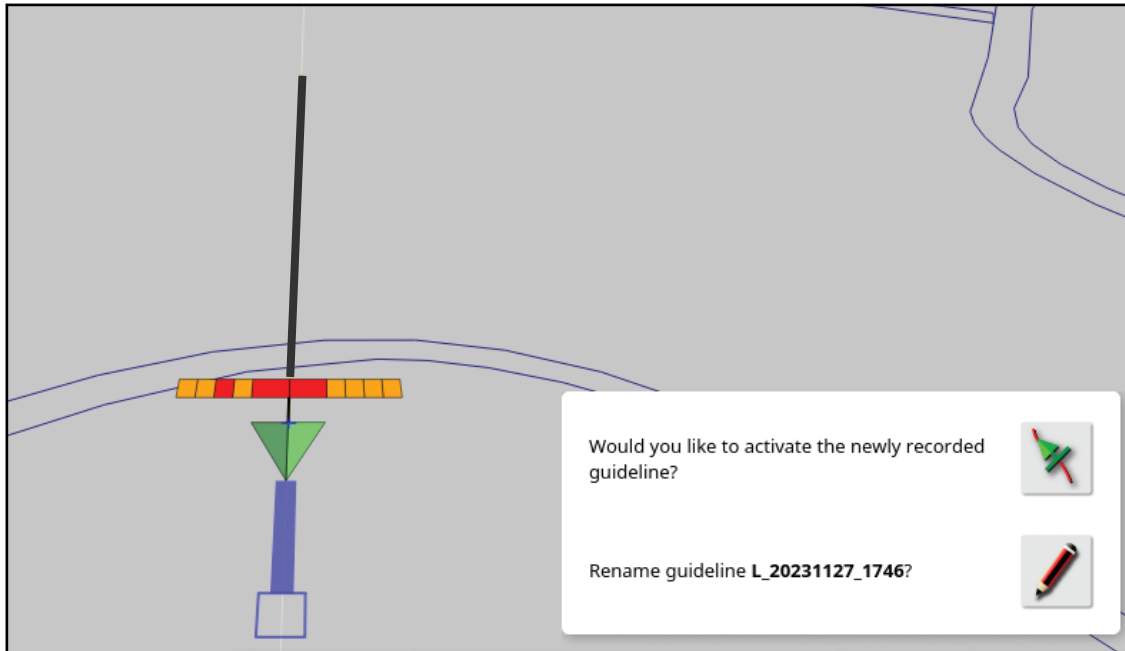 Would you like to activate the newly recorded
guideline?
Rename guideline L_20231127_1746?